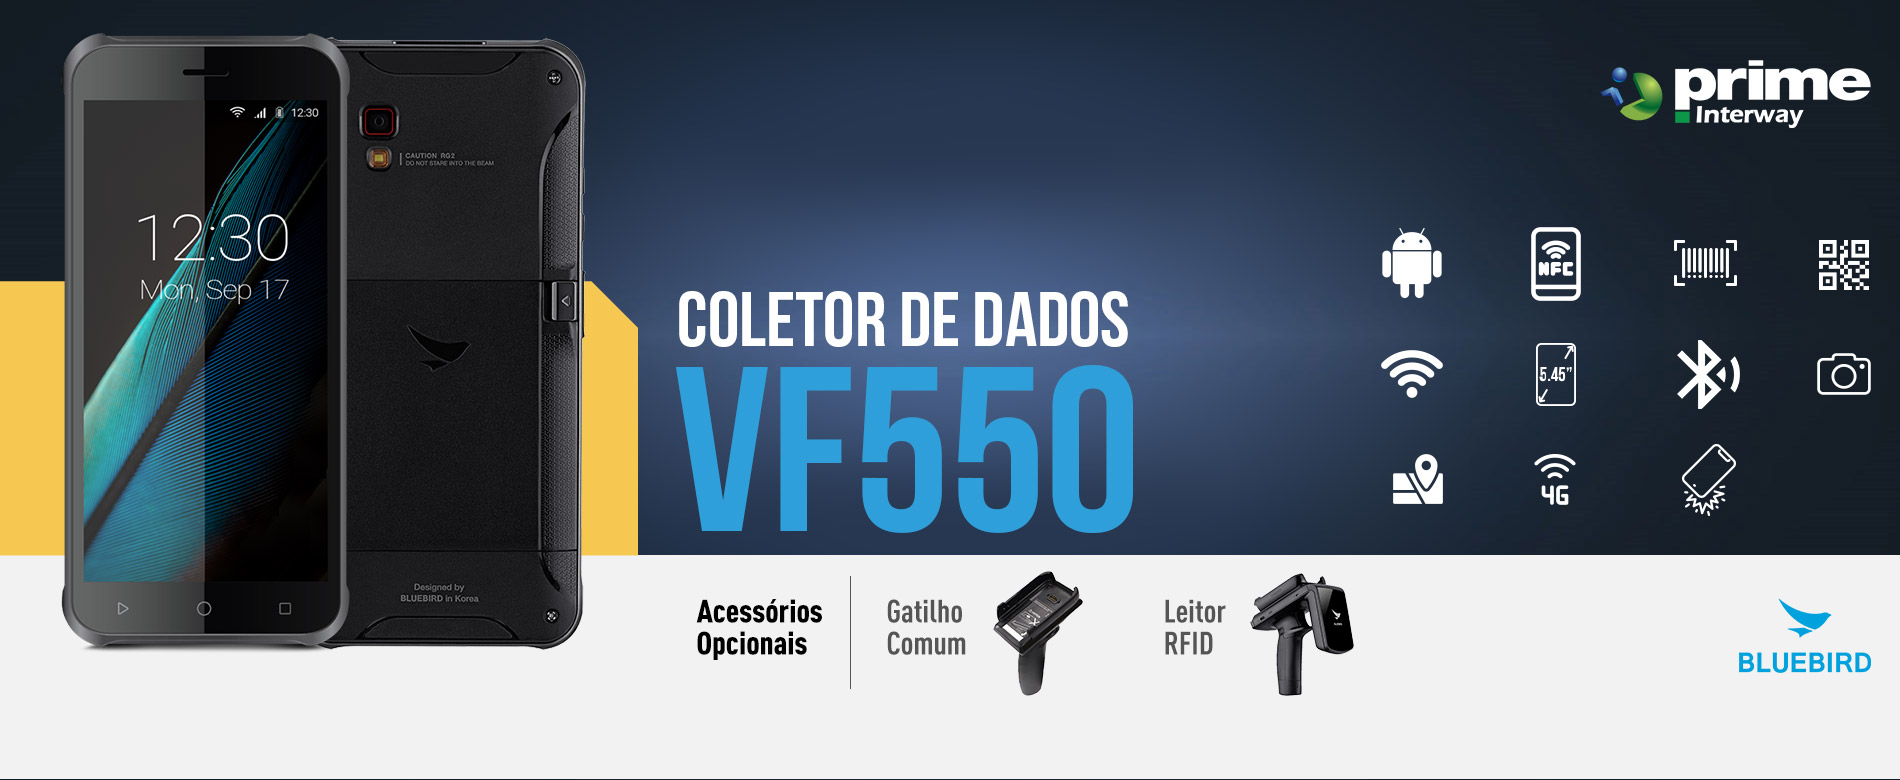 12:30
12:30
Mon, Sep 17
CAUTION RG2
DO NOT STARE INTO THE BEAM
Designed by
BLUEBIRD in Korea
prime
Interway
NFC
COLETOR DE DADOS
VF550
5.45”
4G
Acessórios
Opcionais
Gatilho
Comum
Leitor
RFID
BLUEBIRD